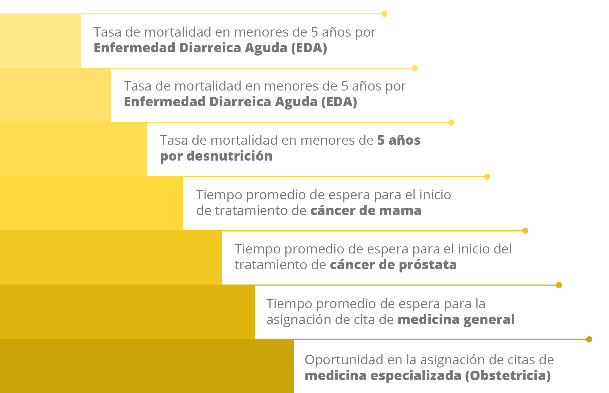 Tasa de mortalidad en menores de 5 años por
Enfermedad Diarreica Aguda (EDA)
Tasa de mortalidad en menores de 5 años por
Enfermedad Diarreica Aguda (EDA)
Tasa de mortalidad en menores de 5 años
por desnutrición
Tiempo promedio de espera para el inicio
de tratamiento de cáncer de mama
Tiempo promedio de espera para el inicio del
tratamiento de cáncer de próstata
Tiempo promedio de espera para la
asignación de cita de medicina general
Oportunidad en la asignación de citas de
medicina especializada (Obstetricia)